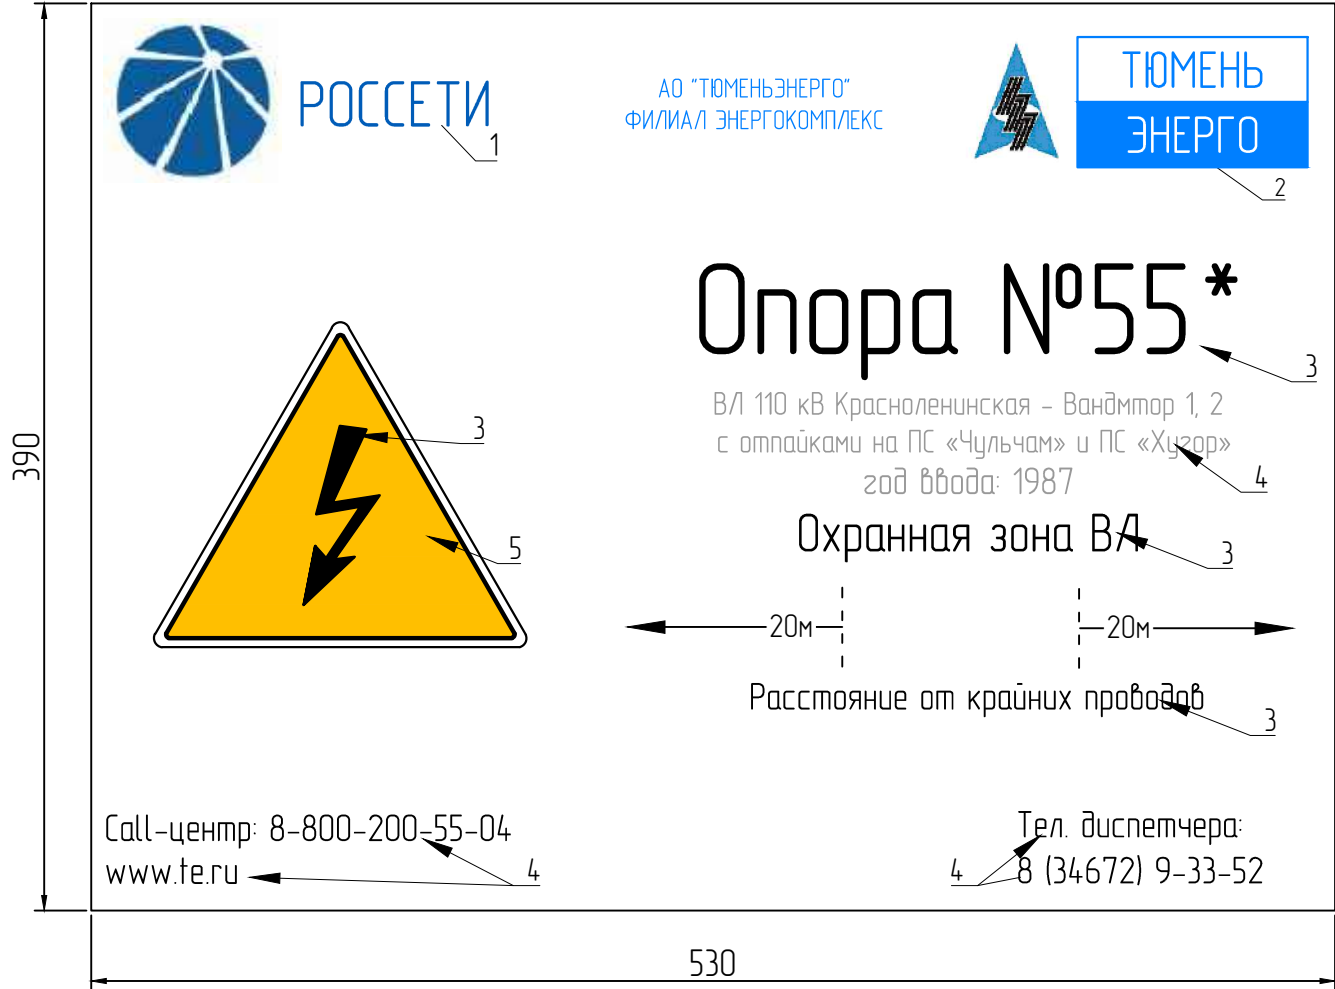 РОССЕТИ
1
АО "ТЮМЕНЬЭНЕРГО"
ФИЛИАЛ ЭНЕРГОКОМПЛЕКС
ТЮМЕНЬ
ЭНЕРГО
2
Опора №55*
3
ВЛ 110 кВ Красноленинская - Вандмтор 1, 2
с отпайками на ПС «Чульчам» и ПС «Хугор»
4
год ввода: 1987
Охранная зона ВЛ
3
20м
20м
Расстояние от крайних проводов
3
3
5
Call-центр: 8-800-200-55-04
www.te.ru
4
Тел. диспетчера:
8 (34672) 9-33-52
4
390
530